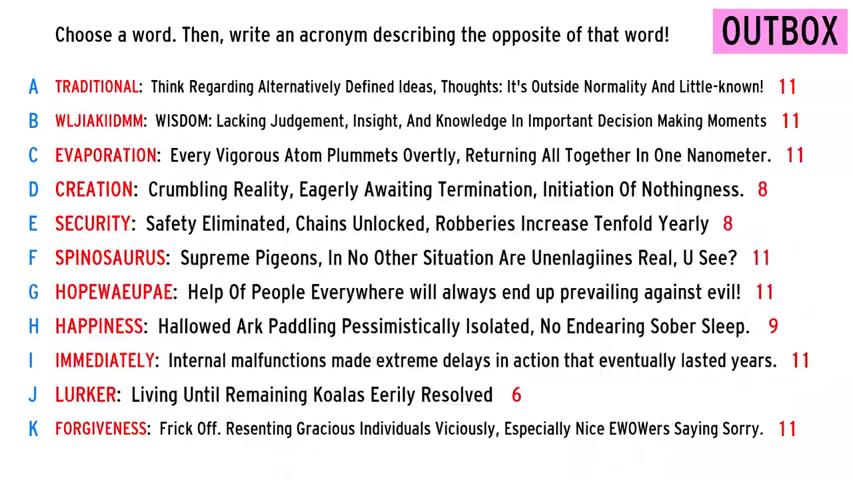 Choose a word. Then, write an acronym describing the opposite of that word!
OUTBOX
A TRADITIONAL: Think Regarding Alternatively Defined Ideas, Thoughts: It's Outside Normality And Little-known! 11
B WLJIAKIIDMM: WISDOM: Lacking Judgement, Insight, And Knowledge In Important Decision Making Moments 11
C EVAPORATION: Every Vigorous Atom Plummets Overtly, Returning All Together In One Nanometer. 11
D CREATION: Crumbling Reality, Eagerly Awaiting Termination, Initiation Of Nothingness. 8
E SECURITY: Safety Eliminated, Chains Unlocked, Robberies Increase Tenfold Yearly 8
F SPINOSAURUS: Supreme Pigeons, In No Other Situation Are Unenlagiines Real, U See? 11
G HOPEWAEUPAE: Help Of People Everywhere will always end up prevailing against evil! 11
H HAPPINESS: Hallowed Ark Paddling Pessimistically Isolated, No Endearing Sober Sleep. 9
I IMMEDIATELY: Internal malfunctions made extreme delays in action that eventually lasted years. 11
J LURKER: Living Until Remaining Koalas Eerily Resolved 6
K FORGIVENESS: Frick Off. Resenting Gracious Individuals Viciously, Especially Nice EWOWers Saying Sorry. 11